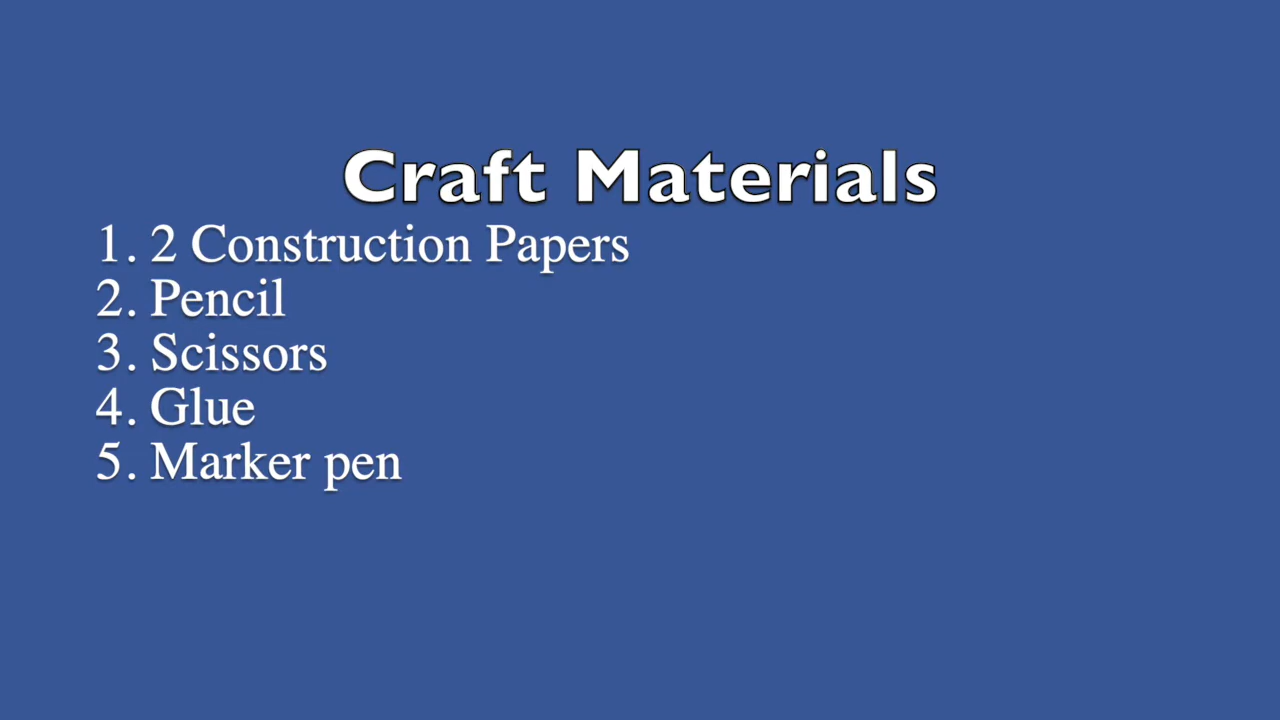 Craft Materials
1. 2 Construction Papers
2. Pencil
3. Scissors
4. Glue
5. Marker pen